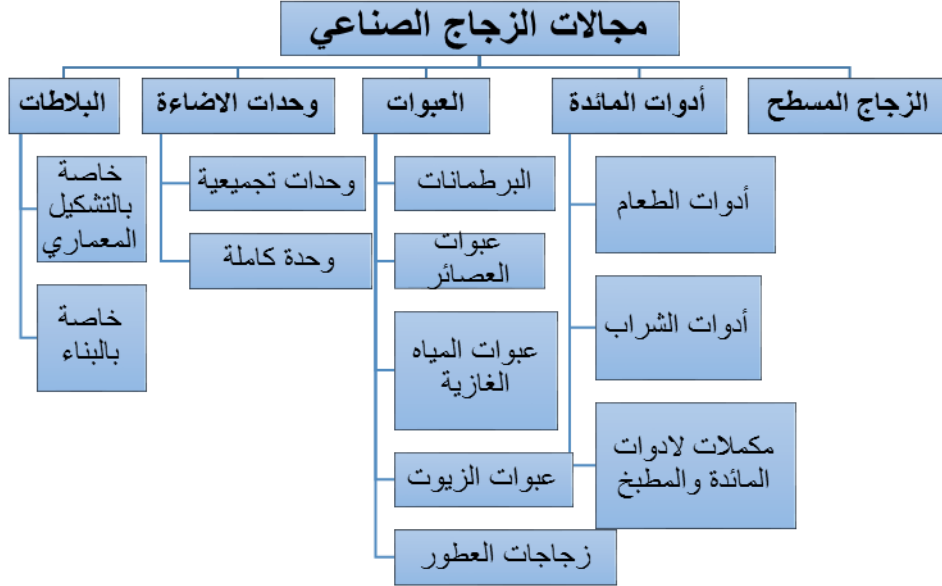 مجالات الزجاج الصناعي
الزجاج المسطح
أدوات المائدة
أدوات الطعام
أدوات الشراب
مكملات لادوات
المائدة والمطبخ
العبوات
البرطمانات
عبوات
العصائر
عبوات المياه
الغازية
عبوات الزيوت
زجاجات العطور
وحدات الاضاءة
وحدات تجميعية
وحدة كاملة
البلاطات
خاصة
بالتشكيل
المعماري
خاصة
بالبناء